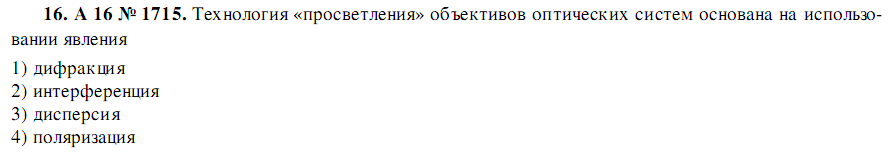 16. А 16 № 1715. Технология «просветления» объективов оптических систем основана на использо-
вании явления
1) дифракция
2) интерференция
3) дисперсия
4) поляризация